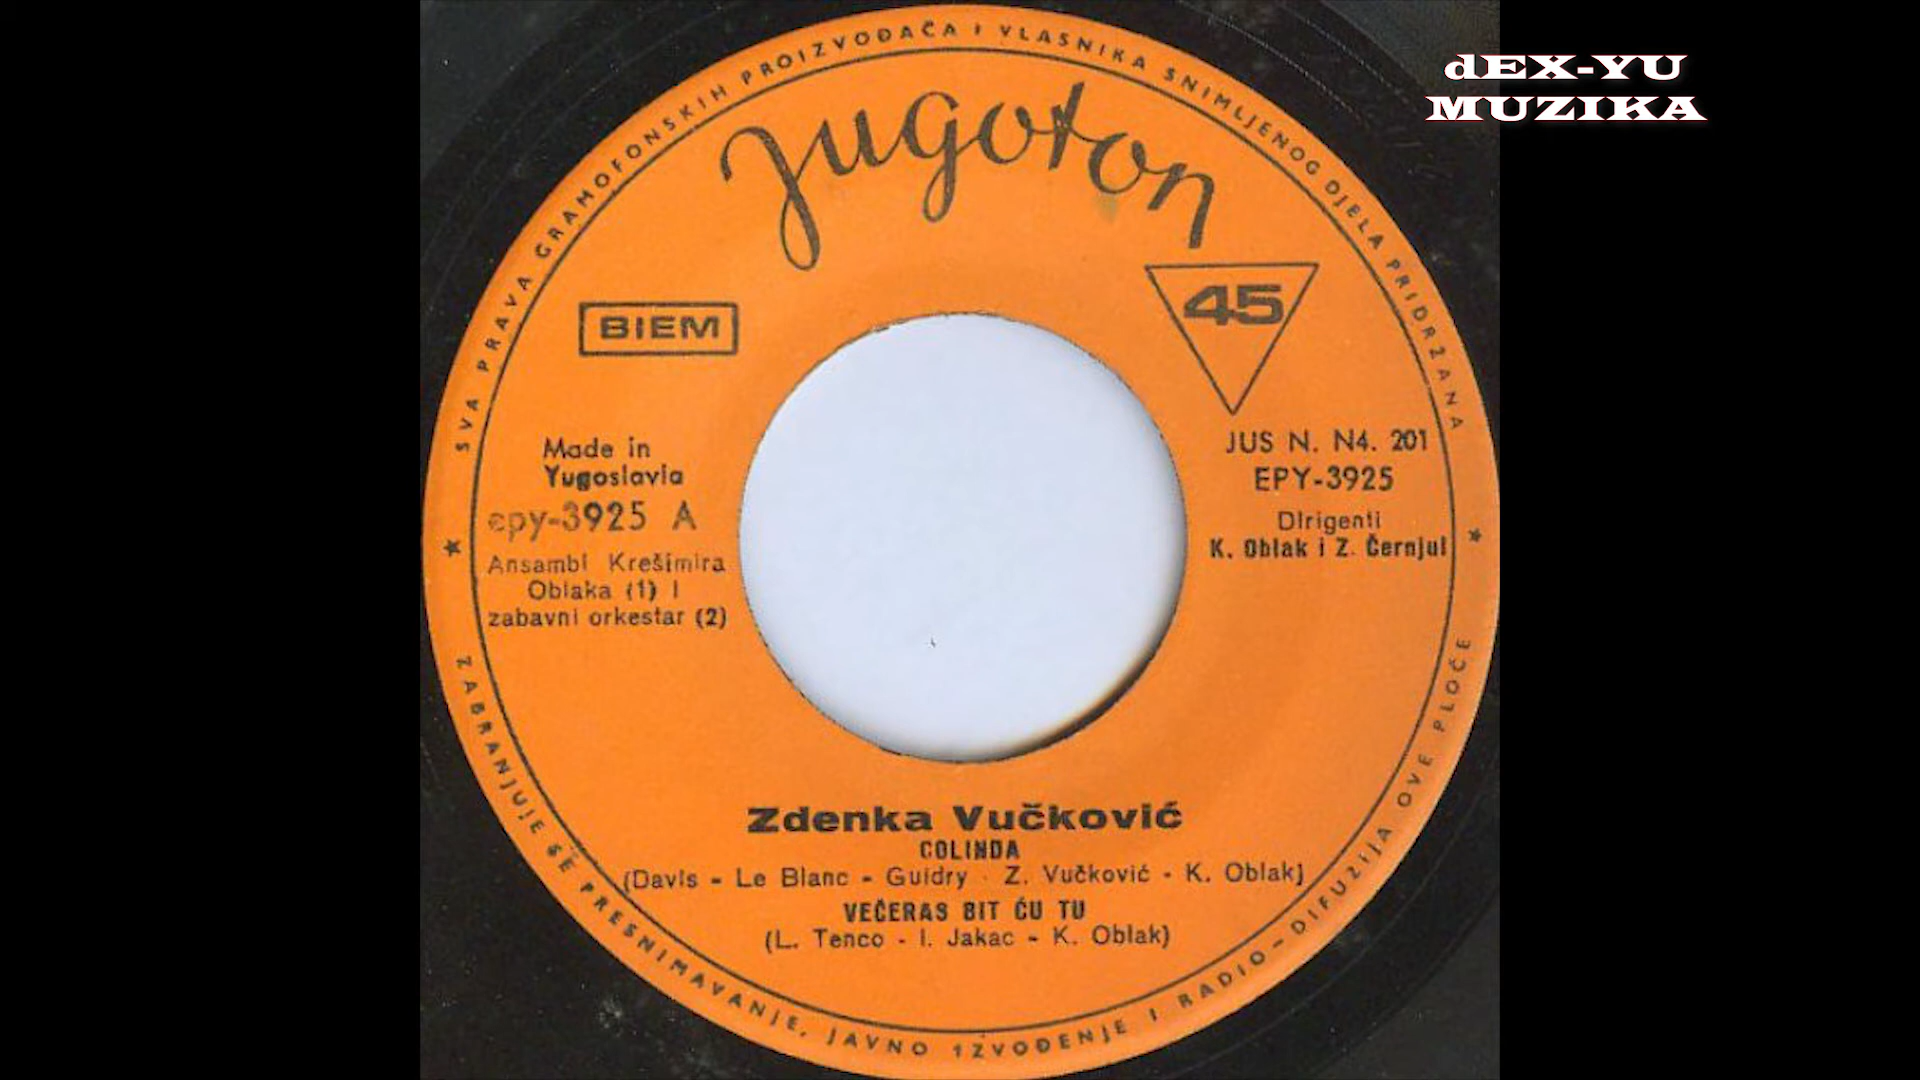 SVA PRAVA GRAMOFONSKIH PROIZVOĐAČA I VLASNIKA SNIMLJENOG DJELA PRIDRŽANA
dEX-YU
MUZIKA
Jugoton
BIEM
45
Made in
Yugoslavia
epy-3925 A
Ansambl Krešimira
Oblaka (1) i
zabavni orkestar (2)
JUS N. N4. 201
EPY-3925
Dirigenti
K. Oblak i Z. Černjul
Zdenka Vučković
COLINDA
(Davis - Le Blanc - Guidry - Z. Vučković - K. Oblak)
VEČERAS BIT ĆU TU
(L. Tenco - I. Jakac - K. Oblak)
ZABRANJUJE SE PRESNIMAVANJE, JAVNO IZVOĐENJE I RADIO-DIFUZIJA OVE PLOČE